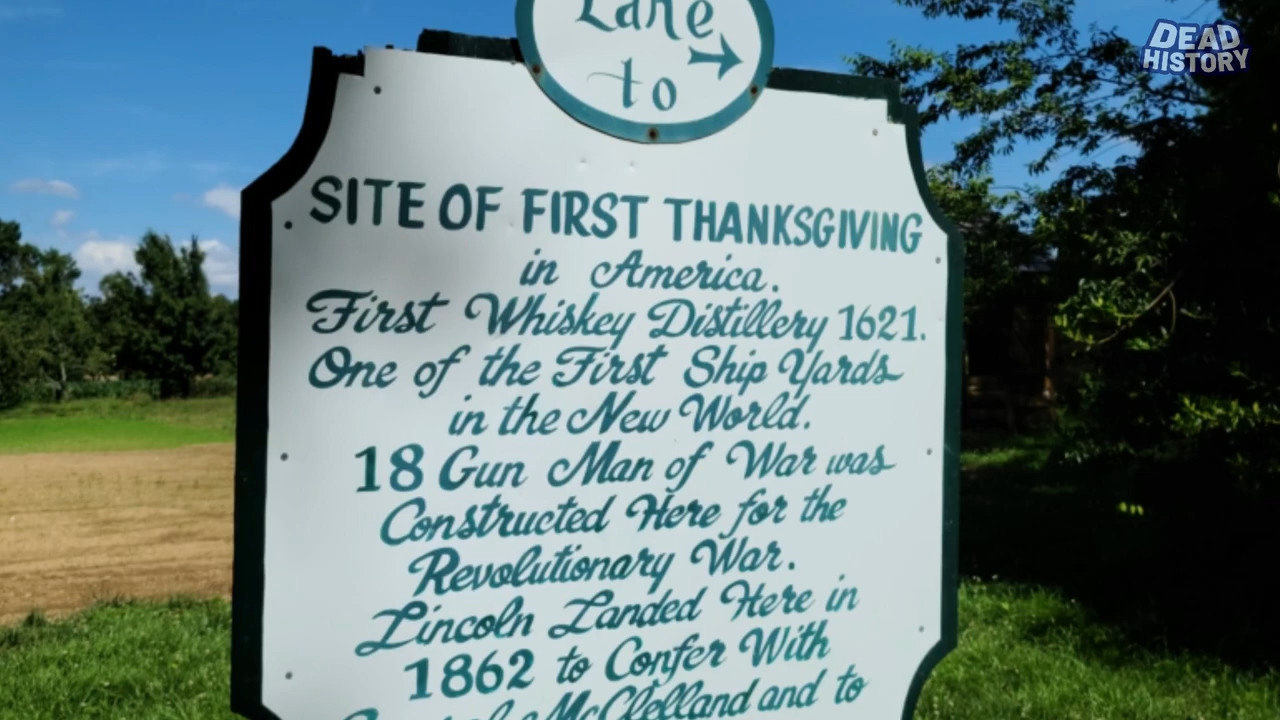 Lane
to
DEAD
HISTORY
SITE OF FIRST THANKSGIVING
in America.
First Whiskey Distillery 1621.
One of the First Ship Yards
in the New World.
18 Gun Man of War was
Constructed Here for the
Revolutionary War.
Lincoln Landed Here in
1862 to Confer With
McClelland and to